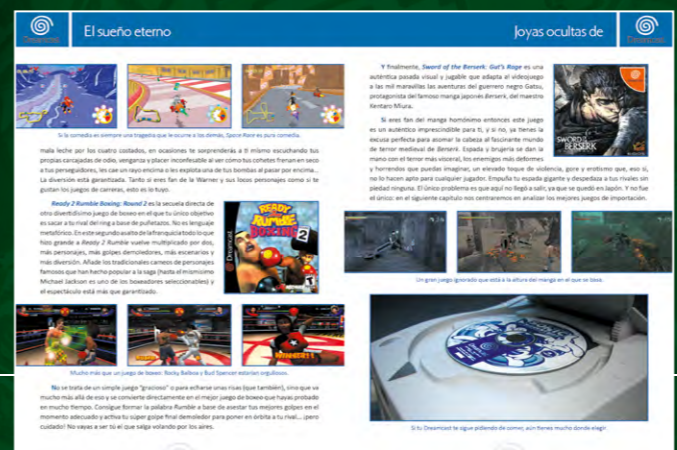 Dreamcast
El sueño eterno
Si la comedia es siempre una tragedia que le ocurre a los demás, Space Race es pura comedia.
mala leche por los cuatro costados, en ocasiones te sorprenderás a ti mismo escuchando tus
propias carcajadas de odio, venganza y placer inconfesable al ver cómo tus cohetes frenan en seco
a tus perseguidores, les cae un rayo encima o les explota una de tus bombas al pasar por encima...
La diversión está garantizada. Tanto si eres fan de la Warner y sus locos personajes como si te
gustan los juegos de carreras, esto es lo tuyo.
Ready 2 Rumble Boxing: Round 2 es la secuela directa de
otro divertidísimo juego de boxeo en el que tu único objetivo
es sacar a tu rival del ring a base de puñetazos. No es lenguaje
metafórico. En este segundo asalto de la franquicia todo lo que
hizo grande a Ready 2 Rumble vuelve multiplicado por dos,
más personajes, más golpes demoledores, más escenarios y
más diversión. Añade los tradicionales cameos de personajes
famosos que han hecho popular a la saga (hasta el mismísimo
Michael Jackson es uno de los boxeadores seleccionables) y
el espectáculo está más que garantizado.
Dreamcast
READY
RUMBLE
BOXING
2
WINNER!!
Mucho más que un juego de boxeo: Rocky Balboa y Bud Spencer estarían orgullosos.
No se trata de un simple juego "gracioso" o para echarse unas risas (que también), sino que va
mucho más allá de eso y se convierte directamente en el mejor juego de boxeo que hayas probado
en mucho tiempo. Consigue formar la palabra Rumble a base de asestar tus mejores golpes en el
momento adecuado y activa tu súper golpe final demoledor para poner en órbita a tu rival... ¡pero
cuidado! No vayas a ser tú el que salga volando por los aires.
Joyas ocultas de
Dreamcast
Y finalmente, Sword of the Berserk: Gut's Rage es una
auténtica pasada visual y jugable que adapta el videojuego
a las mil maravillas las aventuras del guerrero negro Gatsu,
protagonista del famoso manga japonés Berserk, del maestro
Kentaro Miura.
Si eres fan del manga homónimo entonces este juego
es un auténtico imprescindible para ti, y si no, ya tienes la
excusa perfecta para asomar la cabeza al fascinante mundo
de terror medieval de Berserk. Espada y brujería se dan la
mano con el terror más visceral, los enemigos más deformes
y horrendos que puedas imaginar, un elevado toque de violencia, gore y erotismo que, eso sí,
no lo hacen apto para cualquier jugador. Empuña tu espada gigante y despedaza a tus rivales sin
piedad ninguna. El único problema es que aquí no llegó a salir, ya que se quedó en Japón. Y no fue
el único: en el siguiente capítulo nos centraremos en analizar los mejores juegos de importación.
SWORD OF THE
BERSERK
Un gran juego ignorado que está a la altura del manga en el que se basa.
Si tu Dreamcast te sigue pidiendo de comer, aún tienes mucho donde elegir.